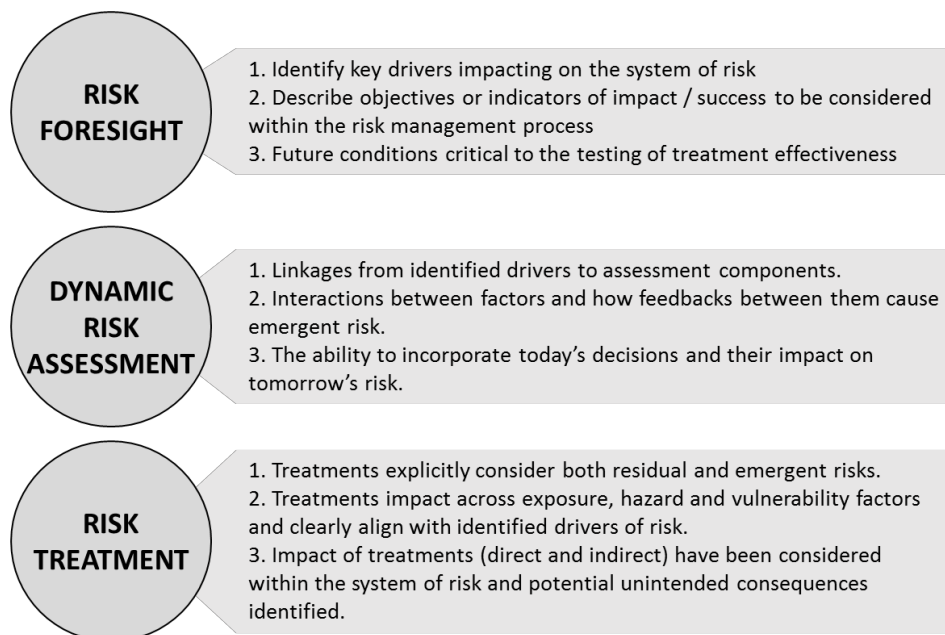 RISK
FORESIGHT
1. Identify key drivers impacting on the system of risk
2. Describe objectives or indicators of impact / success to be considered
within the risk management process
3. Future conditions critical to the testing of treatment effectiveness
DYNAMIC
RISK
ASSESSMENT
1. Linkages from identified drivers to assessment components.
2. Interactions between factors and how feedbacks between them cause
emergent risk.
3. The ability to incorporate today’s decisions and their impact on
tomorrow’s risk.
RISK
TREATMENT
1. Treatments explicitly consider both residual and emergent risks.
2. Treatments impact across exposure, hazard and vulnerability factors
and clearly align with identified drivers of risk.
3. Impact of treatments (direct and indirect) have been considered
within the system of risk and potential unintended consequences
identified.